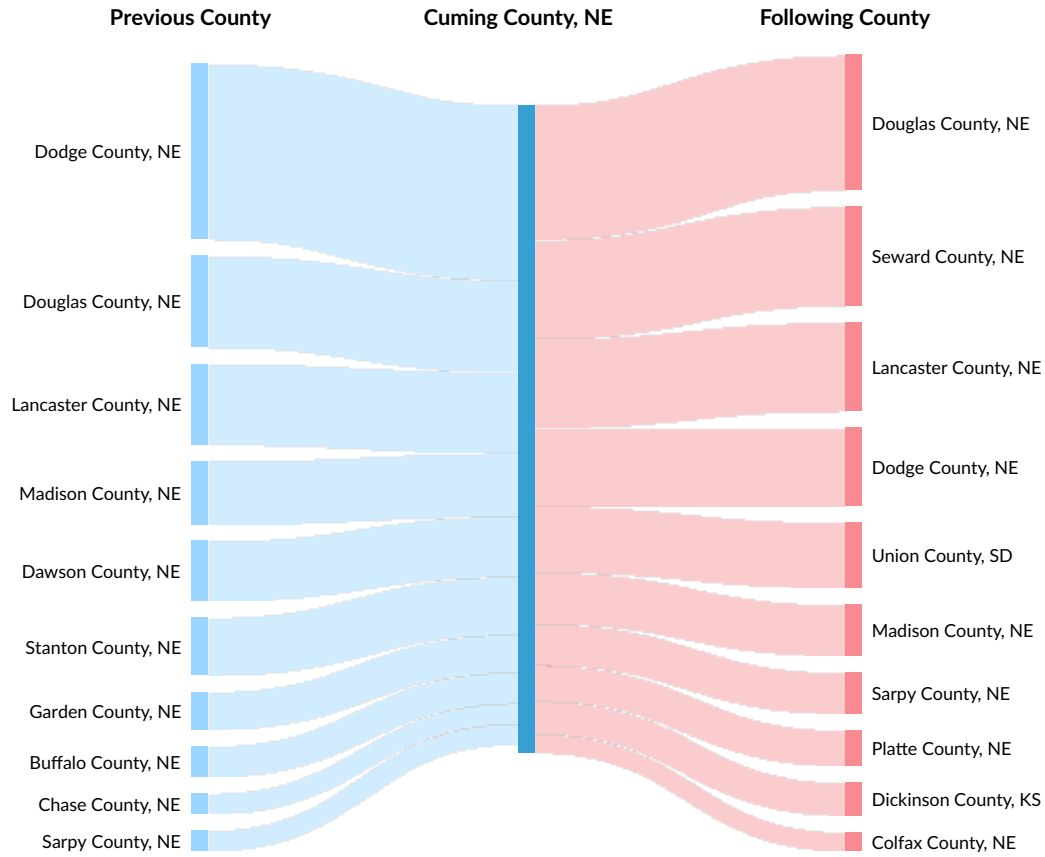 Previous County
Cuming County, NE
Following County
Dodge County, NE
Douglas County, NE
Lancaster County, NE
Madison County, NE
Dawson County, NE
Stanton County, NE
Garden County, NE
Buffalo County, NE
Chase County, NE
Sarpy County, NE
Douglas County, NE
Seward County, NE
Lancaster County, NE
Dodge County, NE
Union County, SD
Madison County, NE
Sarpy County, NE
Platte County, NE
Dickinson County, KS
Colfax County, NE